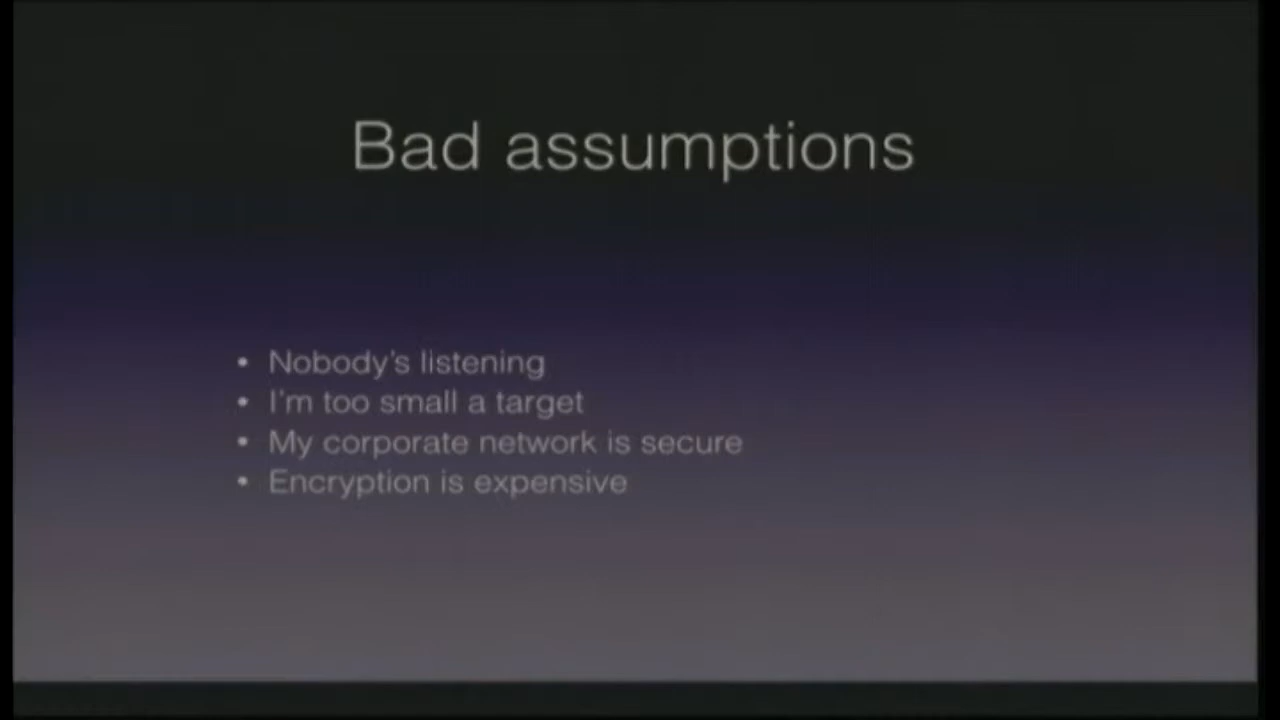 Bad assumptions
• Nobody's listening
• I'm too small a target
• My corporate network is secure
• Encryption is expensive